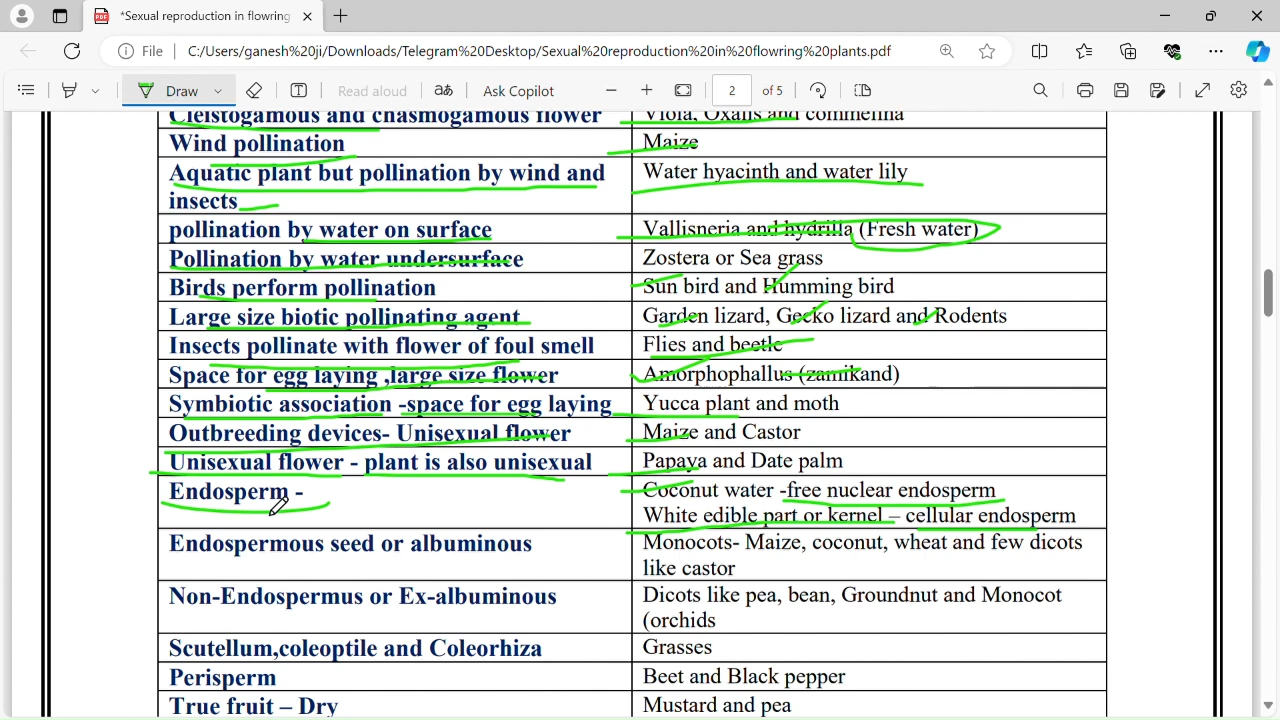 *Sexual reproduction in flowring
File | C:/Users/ganesh%20ji/Downloads/Telegram%20Desktop/Sexual%20reproduction%20in%20flowring%20plants.pdf
Draw Read aloud aあ Ask Copilot 2 of 5
Cleistogamous and chasmogamous flower Viola, Oxalis and commelina
Wind pollination Maize
Aquatic plant but pollination by wind and Water hyacinth and water lily
insects
pollination by water on surface Vallisneria and hydrilla (Fresh water)
Pollination by water undersurface Zostera or Sea grass
Birds perform pollination Sun bird and Humming bird
Large size biotic pollinating agent Garden lizard, Gecko lizard and Rodents
Insects pollinate with flower of foul smell Flies and beetle
Space for egg laying ,large size flower Amorphophallus (zamikand)
Symbiotic association -space for egg laying Yucca plant and moth
Outbreeding devices- Unisexual flower Maize and Castor
Unisexual flower - plant is also unisexual Papaya and Date palm
Endosperm - Coconut water -free nuclear endosperm
White edible part or kernel – cellular endosperm
Endospermous seed or albuminous Monocots- Maize, coconut, wheat and few dicots
like castor
Non-Endospermus or Ex-albuminous Dicots like pea, bean, Groundnut and Monocot
(orchids
Scutellum,coleoptile and Coleorhiza Grasses
Perisperm Beet and Black pepper
True fruit – Dry Mustard and pea